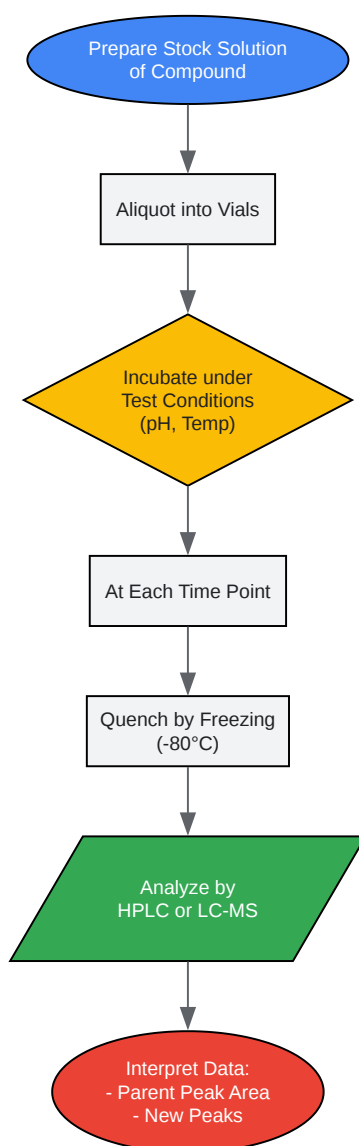 Prepare Stock Solution
of Compound
Aliquot into Vials
Incubate under
Test Conditions
(pH, Temp)
At Each Time Point
Quench by Freezing
(-80°C)
Analyze by
HPLC or LC-MS
Interpret Data:
- Parent Peak Area
- New Peaks